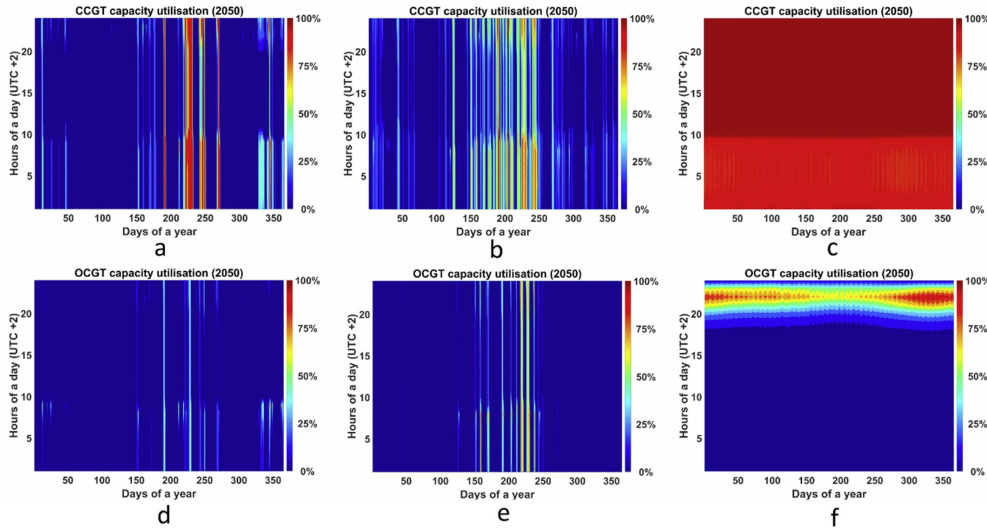 CCGT capacity utilisation (2050)
Hours of a day (UTC +2)
20
15
10
5
50 100 150 200 250 300 350
Days of a year
100%
75%
50%
25%
0%
a
CCGT capacity utilisation (2050)
Hours of a day (UTC +2)
20
15
10
5
50 100 150 200 250 300 350
Days of a year
100%
75%
50%
25%
0%
b
CCGT capacity utilisation (2050)
Hours of a day (UTC +2)
20
15
10
5
50 100 150 200 250 300 350
Days of a year
100%
75%
50%
25%
0%
c
OCGT capacity utilisation (2050)
Hours of a day (UTC +2)
20
15
10
5
50 100 150 200 250 300 350
Days of a year
100%
75%
50%
25%
0%
d
OCGT capacity utilisation (2050)
Hours of a day (UTC +2)
20
15
10
5
50 100 150 200 250 300 350
Days of a year
100%
75%
50%
25%
0%
e
OCGT capacity utilisation (2050)
Hours of a day (UTC +2)
20
15
10
5
50 100 150 200 250 300 350
Days of a year
100%
75%
50%
25%
0%
f